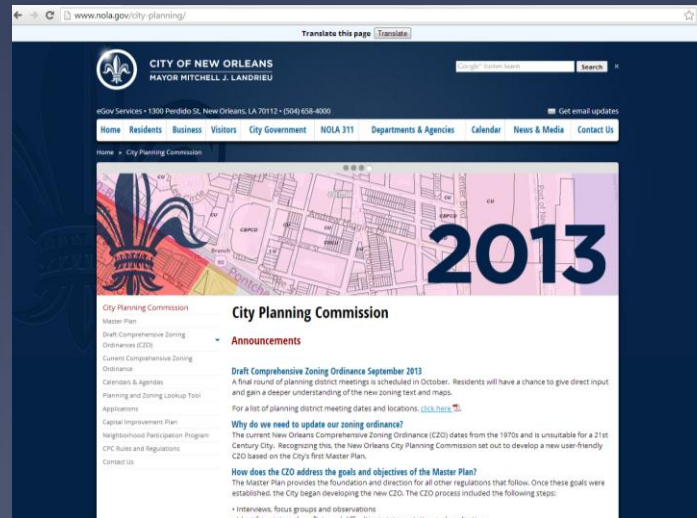 www.nola.gov/city-planning/
Translate this page Translate
CITY OF NEW ORLEANS
MAYOR MITCHELL J. LANDRIEU
Search
eGov Services • 1300 Perdido St, New Orleans, LA 70112 • (504) 658-4000
Get email updates
Home Residents Business Visitors City Government NOLA 311 Departments & Agencies Calendar News & Media Contact Us
Home » City Planning Commission
2013
City Planning Commission
Master Plan
Draft Comprehensive Zoning
Ordinances (CZO)
Current Comprehensive Zoning
Ordinance
Calendars & Agendas
Planning and Zoning Lookup Tool
Applications
Capital Improvement Plan
Neighborhood Participation Program
CPC Rules and Regulations
Contact Us
City Planning Commission
Announcements
Draft Comprehensive Zoning Ordinance September 2013
A final round of planning district meetings is scheduled in October. Residents will have a chance to give direct input
and gain a deeper understanding of the new zoning text and maps.
For a list of planning district meeting dates and locations, click here
Why do we need to update our zoning ordinance?
The current New Orleans Comprehensive Zoning Ordinance (CZO) dates from the 1970s and is unsuitable for a 21st
Century City. Recognizing this, the New Orleans City Planning Commission set out to develop a new user-friendly
CZO based on the City's first Master Plan.
How does the CZO address the goals and objectives of the Master Plan?
The Master Plan provides the foundation and direction for all other regulations that follow. Once these goals were
established, the City began developing the new CZO. The CZO process included the following steps:
• Interviews, focus groups and observations